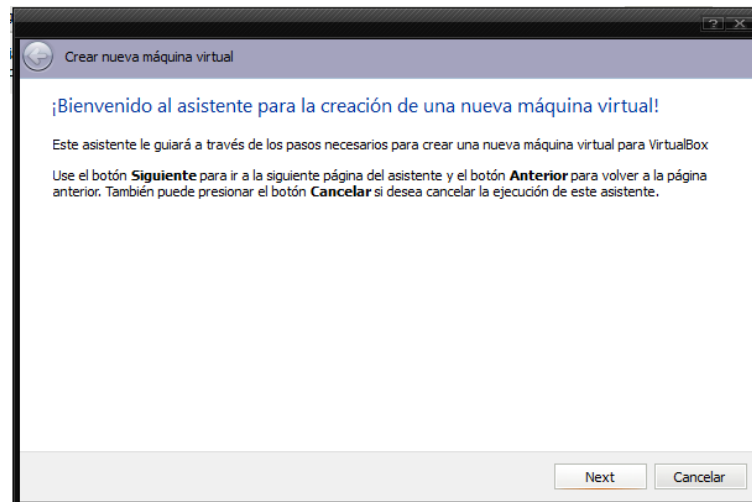 Crear nueva máquina virtual
¡Bienvenido al asistente para la creación de una nueva máquina virtual!
Este asistente le guiará a través de los pasos necesarios para crear una nueva máquina virtual para VirtualBox
Use el botón Siguiente para ir a la siguiente página del asistente y el botón Anterior para volver a la página
anterior. También puede presionar el botón Cancelar si desea cancelar la ejecución de este asistente.
Next Cancelar